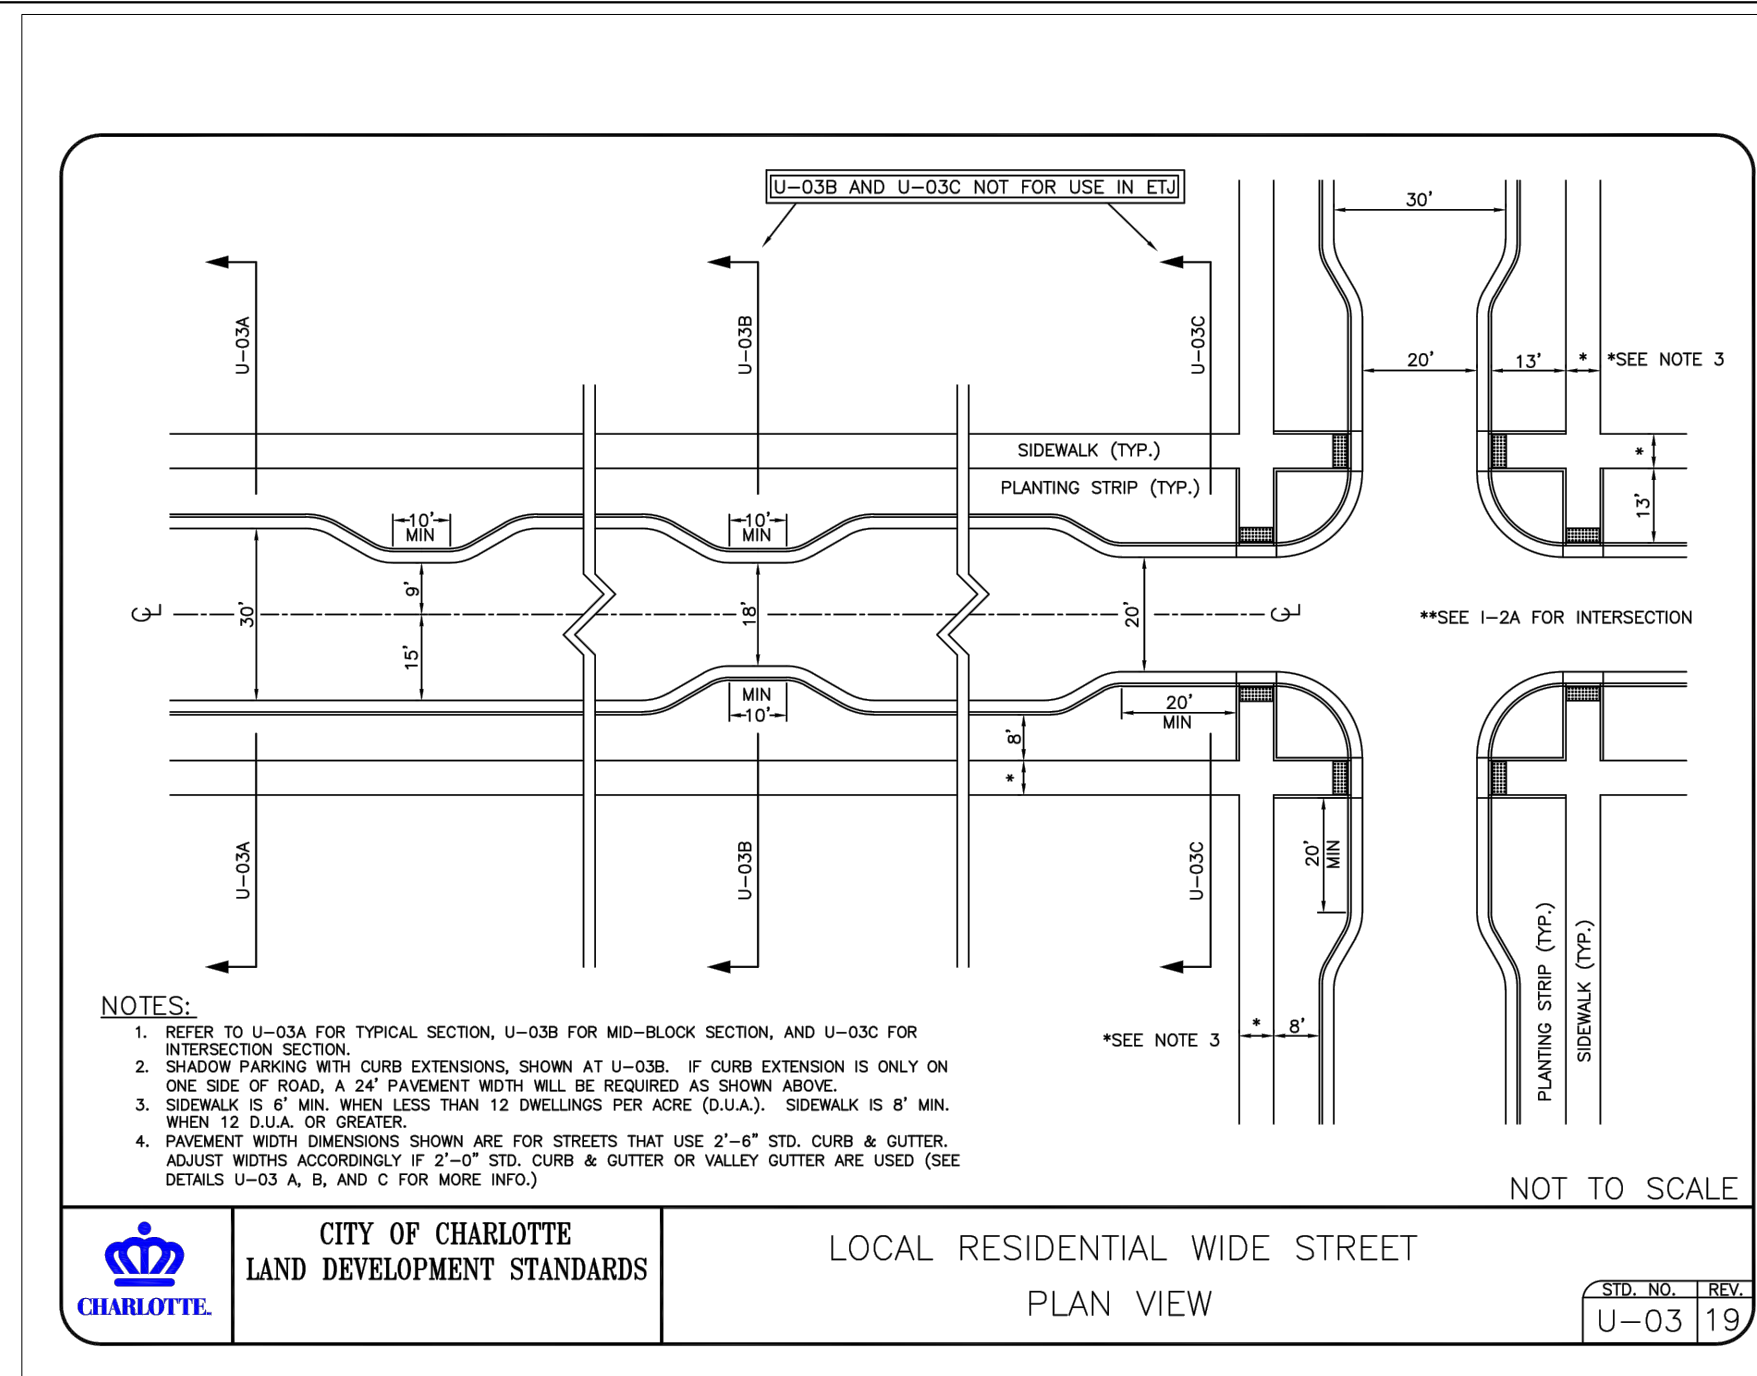 U-03B AND U-03C NOT FOR USE IN ETJ
30'
U-03A
U-03B
U-03C
20'
13'
*
*SEE NOTE 3
SIDEWALK (TYP.)
*
PLANTING STRIP (TYP.)
13'
10'
MIN
10'
MIN
9'
30'
18'
20'
15'
**SEE I-2A FOR INTERSECTION
MIN
10'
20'
MIN
8'
*
U-03A
U-03B
U-03C
20'
MIN
PLANTING STRIP (TYP.)
SIDEWALK (TYP.)
*SEE NOTE 3
*
8'
NOTES:
1. REFER TO U-03A FOR TYPICAL SECTION, U-03B FOR MID-BLOCK SECTION, AND U-03C FOR
INTERSECTION SECTION.
2. SHADOW PARKING WITH CURB EXTENSIONS, SHOWN AT U-03B. IF CURB EXTENSION IS ONLY ON
ONE SIDE OF ROAD, A 24' PAVEMENT WIDTH WILL BE REQUIRED AS SHOWN ABOVE.
3. SIDEWALK IS 6' MIN. WHEN LESS THAN 12 DWELLINGS PER ACRE (D.U.A.). SIDEWALK IS 8' MIN.
WHEN 12 D.U.A. OR GREATER.
4. PAVEMENT WIDTH DIMENSIONS SHOWN ARE FOR STREETS THAT USE 2'-6" STD. CURB & GUTTER.
ADJUST WIDTHS ACCORDINGLY IF 2'-0" STD. CURB & GUTTER OR VALLEY GUTTER ARE USED (SEE
DETAILS U-03 A, B, AND C FOR MORE INFO.)
NOT TO SCALE
CHARLOTTE.
CITY OF CHARLOTTE
LAND DEVELOPMENT STANDARDS
LOCAL RESIDENTIAL WIDE STREET
PLAN VIEW
STD. NO.
REV.
U-03
19
CL
CL